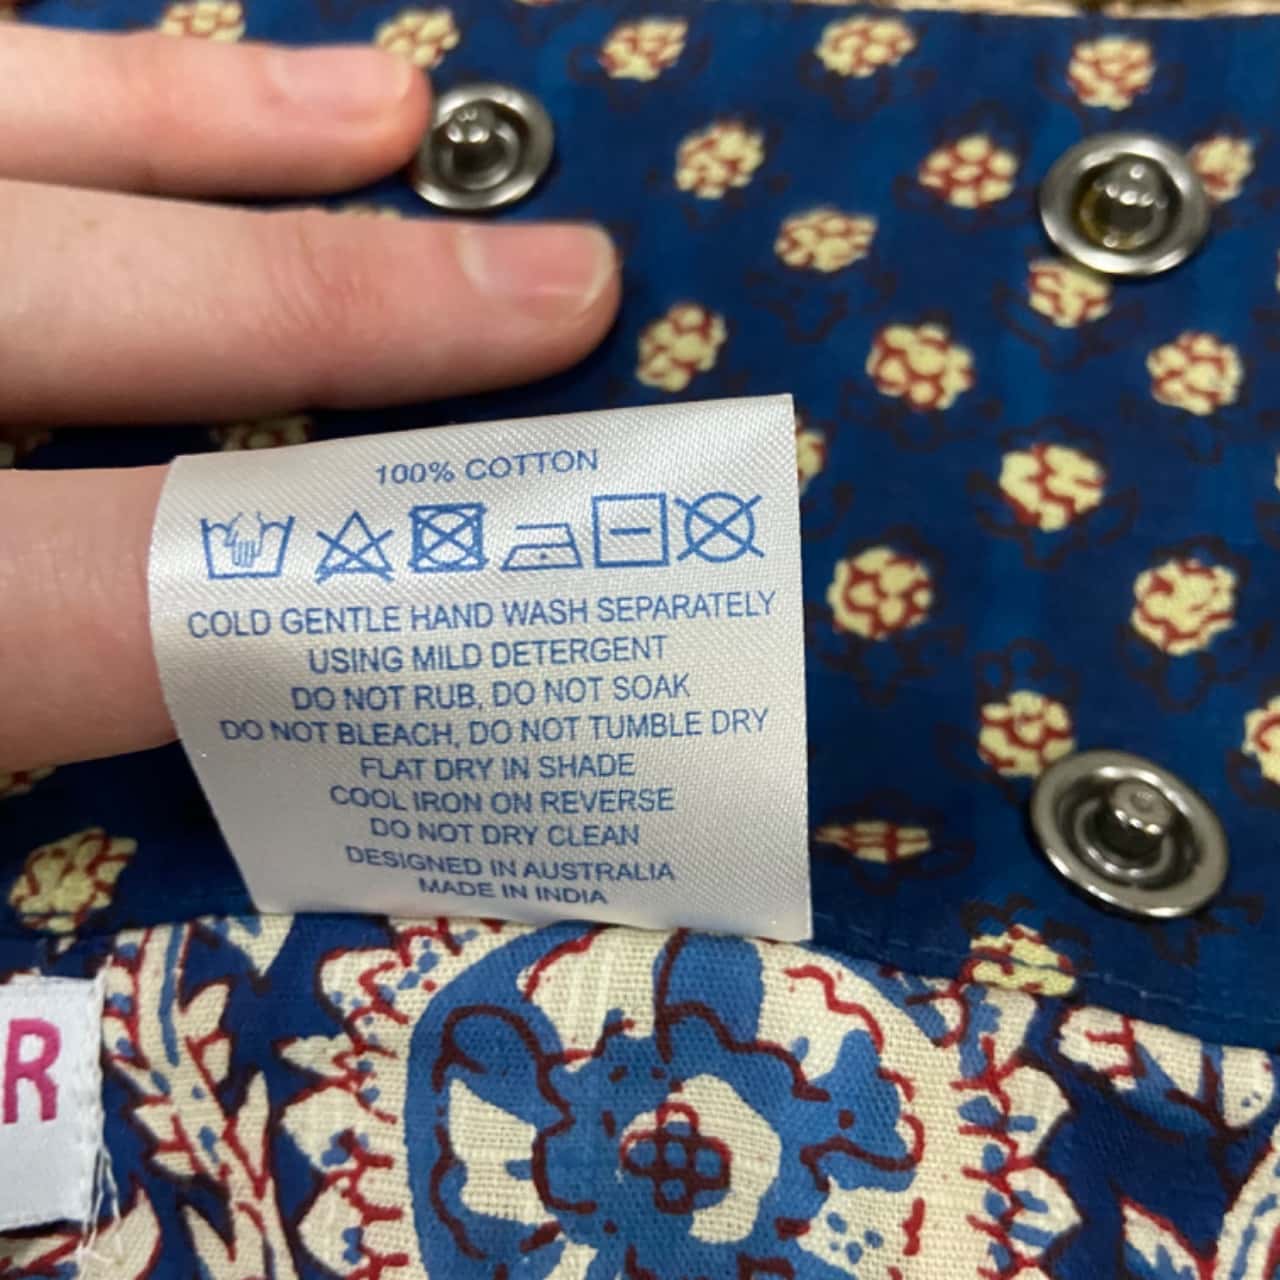 100% COTTON
COLD GENTLE HAND WASH SEPARATELY
USING MILD DETERGENT
DO NOT RUB, DO NOT SOAK
DO NOT BLEACH, DO NOT TUMBLE DRY
FLAT DRY IN SHADE
COOL IRON ON REVERSE
DO NOT DRY CLEAN
DESIGNED IN AUSTRALIA
MADE IN INDIA
R